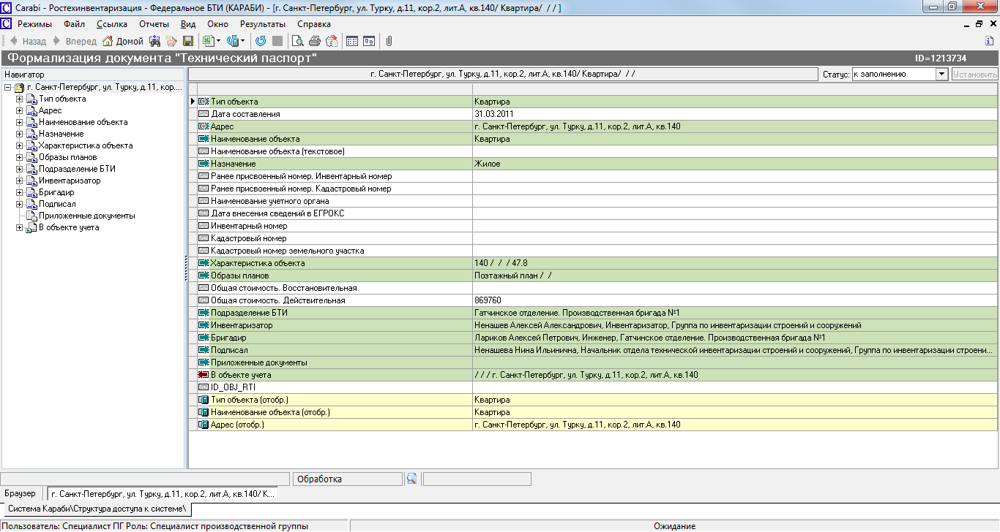 Carabi - Ростехинвентаризация - Федеральное БТИ (КАРАБИ) - [г. Санкт-Петербург, ул. Турку, д.11, кор.2, лит.А, кв.140/ Квартира/ / / ]
Режимы Файл Ссылка Отчеты Вид Окно Результаты Справка
Назад Вперед Домой
Формализация документа "Технический паспорт" ID=1213734
Навигатор
г. Санкт-Петербург, ул. Турку, д.11, кор....
Тип объекта
Адрес
Наименование объекта
Назначение
Характеристика объекта
Образы планов
Подразделение БТИ
Инвентаризатор
Бригадир
Подписал
Приложенные документы
В объекте учета
г. Санкт-Петербург, ул. Турку, д.11, кор.2, лит.А, кв.140/ Квартира/ / / Статус: к заполнению Установить
Тип объекта Квартира
Дата составления 31.03.2011
Адрес г. Санкт-Петербург, ул. Турку, д.11, кор.2, лит.А, кв.140
Наименование объекта Квартира
Наименование объекта (текстовое)
Назначение Жилое
Ранее присвоенный номер. Инвентарный номер
Ранее присвоенный номер. Кадастровый номер
Наименование учетного органа
Дата внесения сведений в ЕГРОКС
Инвентарный номер
Кадастровый номер
Кадастровый номер земельного участка
Характеристика объекта 140 / / / 47.8
Образы планов Поэтажный план / /
Общая стоимость. Восстановительная
Общая стоимость. Действительная 869760
Подразделение БТИ Гатчинское отделение. Производственная бригада №1
Инвентаризатор Ненашев Алексей Александрович, Инвентаризатор, Группа по инвентаризации строений и сооружений
Бригадир Лариков Алексей Петрович, Инженер, Гатчинское отделение. Производственная бригада №1
Подписал Ненашева Нина Ильинична, Начальник отдела технической инвентаризации строений и сооружений, Группа по инвентаризации строени...
Приложенные документы
В объекте учета / / / г. Санкт-Петербург, ул. Турку, д.11, кор.2, лит.А, кв.140
ID_OBJ_RTI
Тип объекта (отобр.) Квартира
Наименование объекта (отобр.) Квартира
Адрес (отобр.) г. Санкт-Петербург, ул. Турку, д.11, кор.2, лит.А, кв.140
Обработка
Браузер г. Санкт-Петербург, ул. Турку, д.11, кор.2, лит.А, кв.140/ К...
Система Караби\Структура доступа к системе\
Пользователь: Специалист ПГ Роль: Специалист производственной группы Ожидание